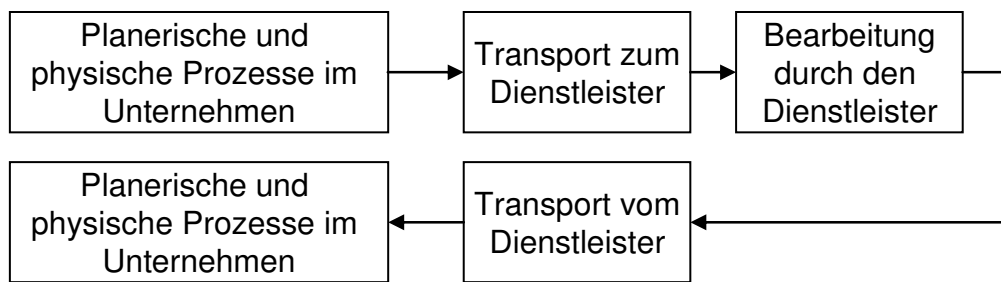 Planerische und
physische Prozesse im
Unternehmen
Transport zum
Dienstleister
Bearbeitung
durch den
Dienstleister
Planerische und
physische Prozesse im
Unternehmen
Transport vom
Dienstleister